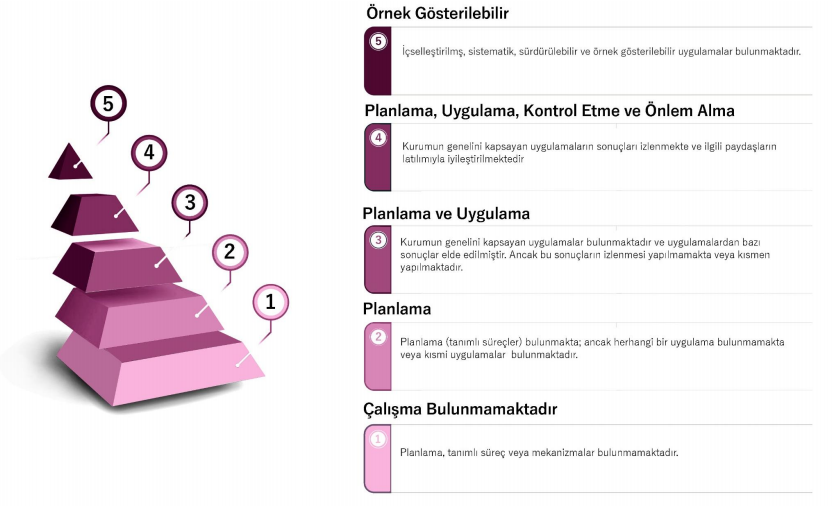 5
4
3
2
1
Örnek Gösterilebilir
5
İçselleştirilmş, sistematik, sürdürülebilir ve örnek gösterilebilir uygulamalar bulunmaktadır.
Planlama, Uygulama, Kontrol Etme ve Önlem Alma
4
Kurumun genelini kapsayan uygulamaların sonuçları izlenmekte ve ilgili paydaşların
latılımıyla iyileştirilmektedir
Planlama ve Uygulama
3
Kurumun genelini kapsayan uygulamalar bulunmaktadır ve uygulamalardan bazı
sonuçlar elde edilmiştir. Ancak bu sonuçların izlenmesi yapılmamakta veya kısmen
yapılmaktadır.
Planlama
2
Planlama (tanımlı süreçler) bulunmakta; ancak herhangi bir uygulama bulunmamakta
veya kısmi uygulamalar bulunmaktadır.
Çalışma Bulunmamaktadır
1
Planlama, tanımlı süreç veya mekanizmalar bulunmamaktadır.